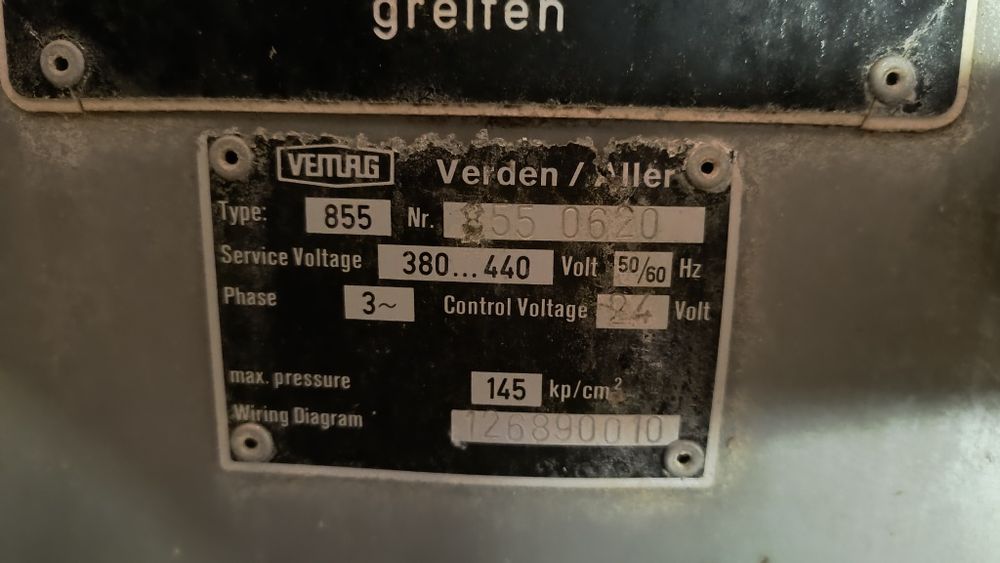 greifen
VEMAG Verden / Aller
Type: 855 Nr. 855 0620
Service Voltage 380...440 Volt 50/60 Hz
Phase 3~ Control Voltage 24 Volt
max. pressure 145 kp/cm²
Wiring Diagram 126890010